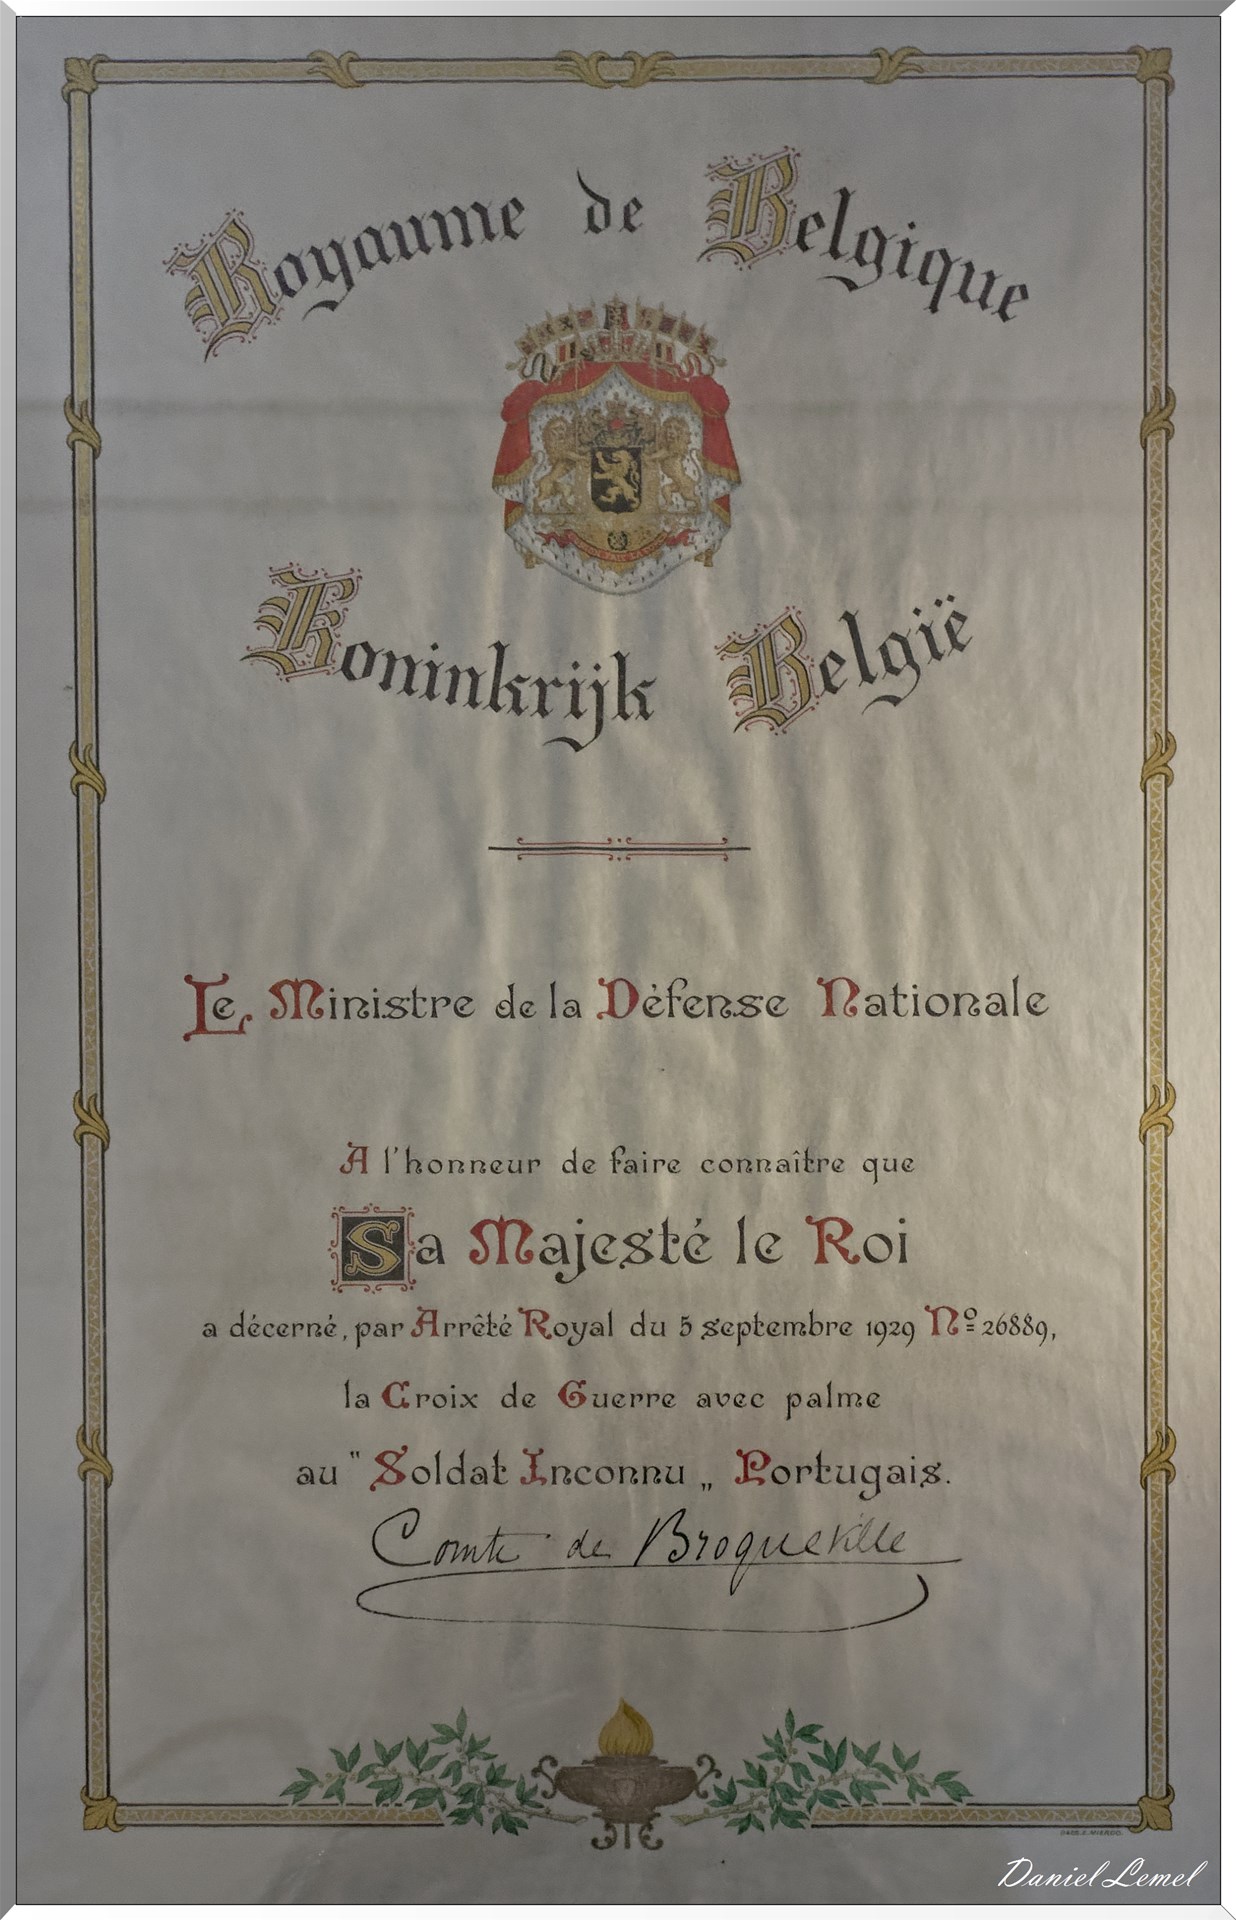 Royaume de Belgique
Koninkrijk België
Le Ministre de la Défense Nationale
A l'honneur de faire connaître que
Sa Majesté le Roi
a décerné, par Arrêté Royal du 5 septembre 1929 Nº 26889,
la Croix de Guerre avec palme
au " Soldat Inconnu „ Portugais.
Comte de Broqueville
Daniel Lemel